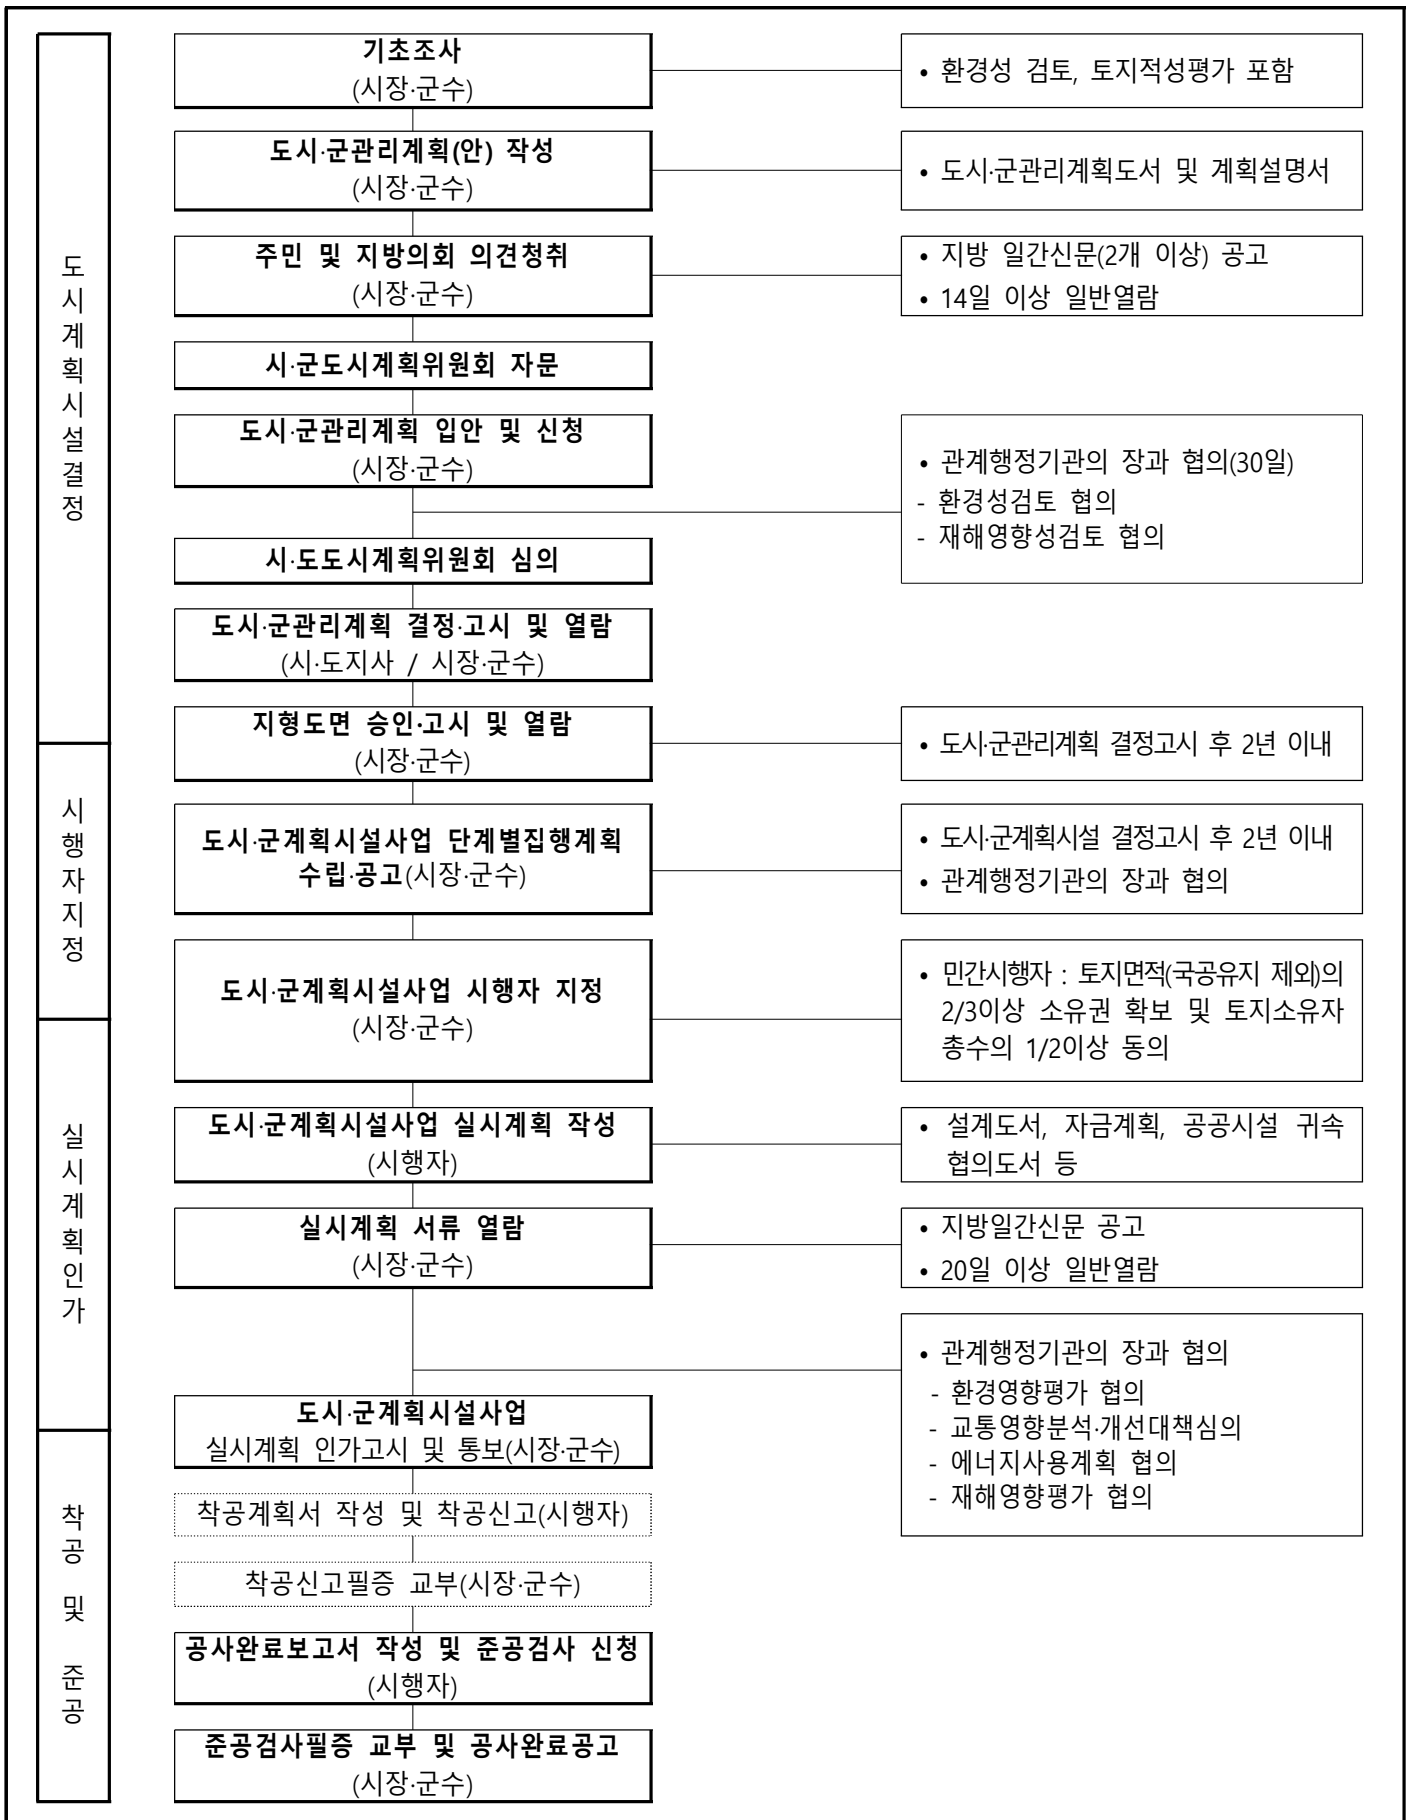 도시계획시설결정
기초조사
(시장·군수)
• 환경성 검토, 토지적성평가 포함
도시·군관리계획(안) 작성
(시장·군수)
• 도시·군관리계획도서 및 계획설명서
주민 및 지방의회 의견청취
(시장·군수)
• 지방 일간신문(2개 이상) 공고
• 14일 이상 일반열람
시·군도시계획위원회 자문
도시·군관리계획 입안 및 신청
(시장·군수)
• 관계행정기관의 장과 협의(30일)
- 환경성검토 협의
- 재해영향성검토 협의
시·도도시계획위원회 심의
도시·군관리계획 결정·고시 및 열람
(시·도지사 / 시장·군수)
지형도면 승인·고시 및 열람
(시장·군수)
• 도시·군관리계획 결정고시 후 2년 이내
시행자지정
도시·군계획시설사업 단계별집행계획
수립·공고(시장·군수)
• 도시·군계획시설 결정고시 후 2년 이내
• 관계행정기관의 장과 협의
도시·군계획시설사업 시행자 지정
(시장·군수)
• 민간시행자 : 토지면적(국공유지 제외)의
2/3이상 소유권 확보 및 토지소유자
총수의 1/2이상 동의
실시계획인가
도시·군계획시설사업 실시계획 작성
(시행자)
• 설계도서, 자금계획, 공공시설 귀속
협의도서 등
실시계획 서류 열람
(시장·군수)
• 지방일간신문 공고
• 20일 이상 일반열람
• 관계행정기관의 장과 협의
- 환경영향평가 협의
- 교통영향분석·개선대책심의
- 에너지사용계획 협의
- 재해영향평가 협의
도시·군계획시설사업
실시계획 인가고시 및 통보(시장·군수)
착공 및 준공
착공계획서 작성 및 착공신고(시행자)
착공신고필증 교부(시장·군수)
공사완료보고서 작성 및 준공검사 신청
(시행자)
준공검사필증 교부 및 공사완료공고
(시장·군수)